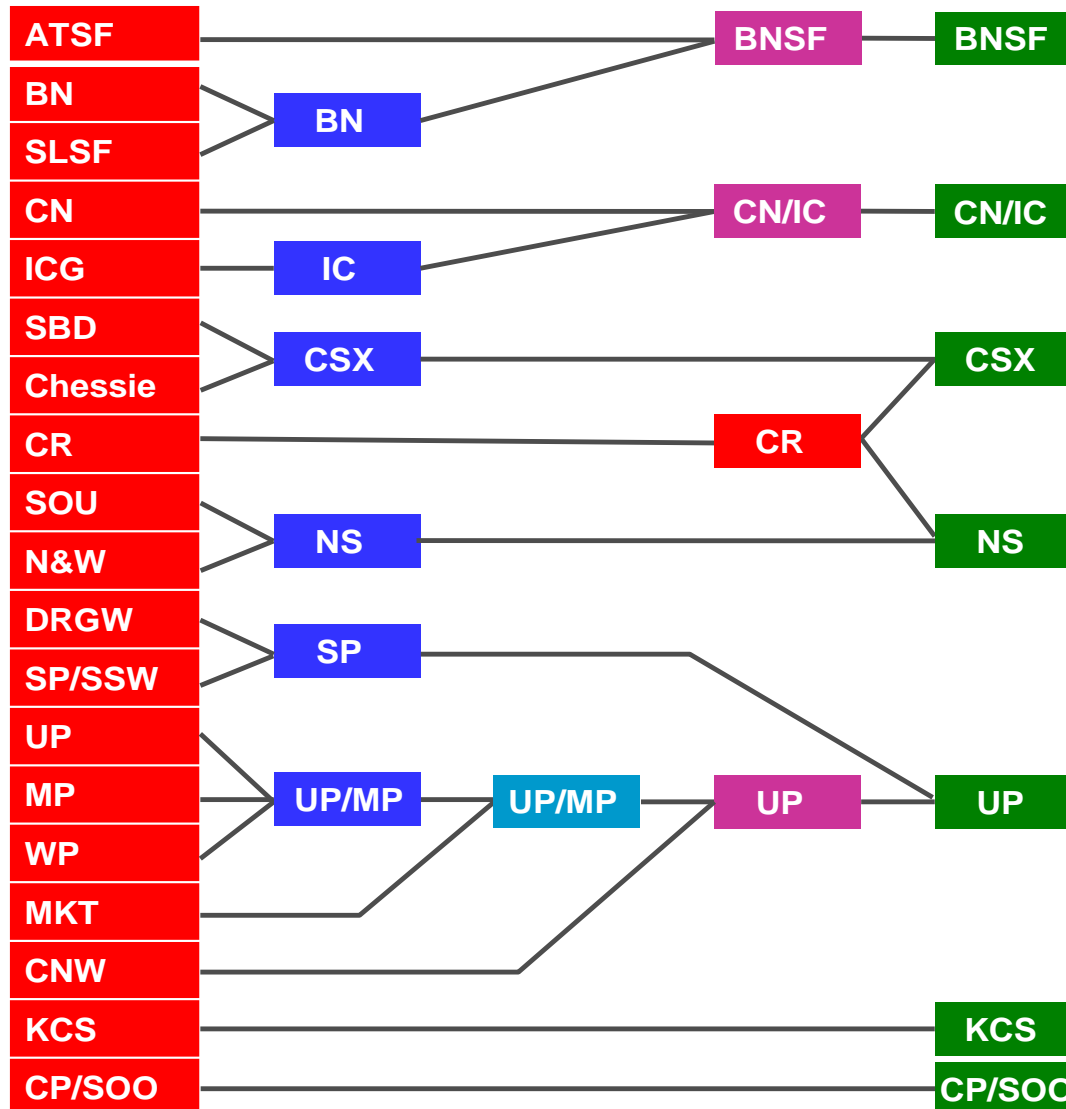 ATSF
BNSF
BNSF
BN
BN
SLSF
CN
CN/IC
CN/IC
ICG
IC
SBD
CSX
CSX
Chessie
CR
CR
SOU
NS
NS
N&W
DRGW
SP
SP/SSW
UP
MP
UP/MP
UP/MP
UP
UP
WP
MKT
CNW
KCS
KCS
CP/SOO
CP/SOO